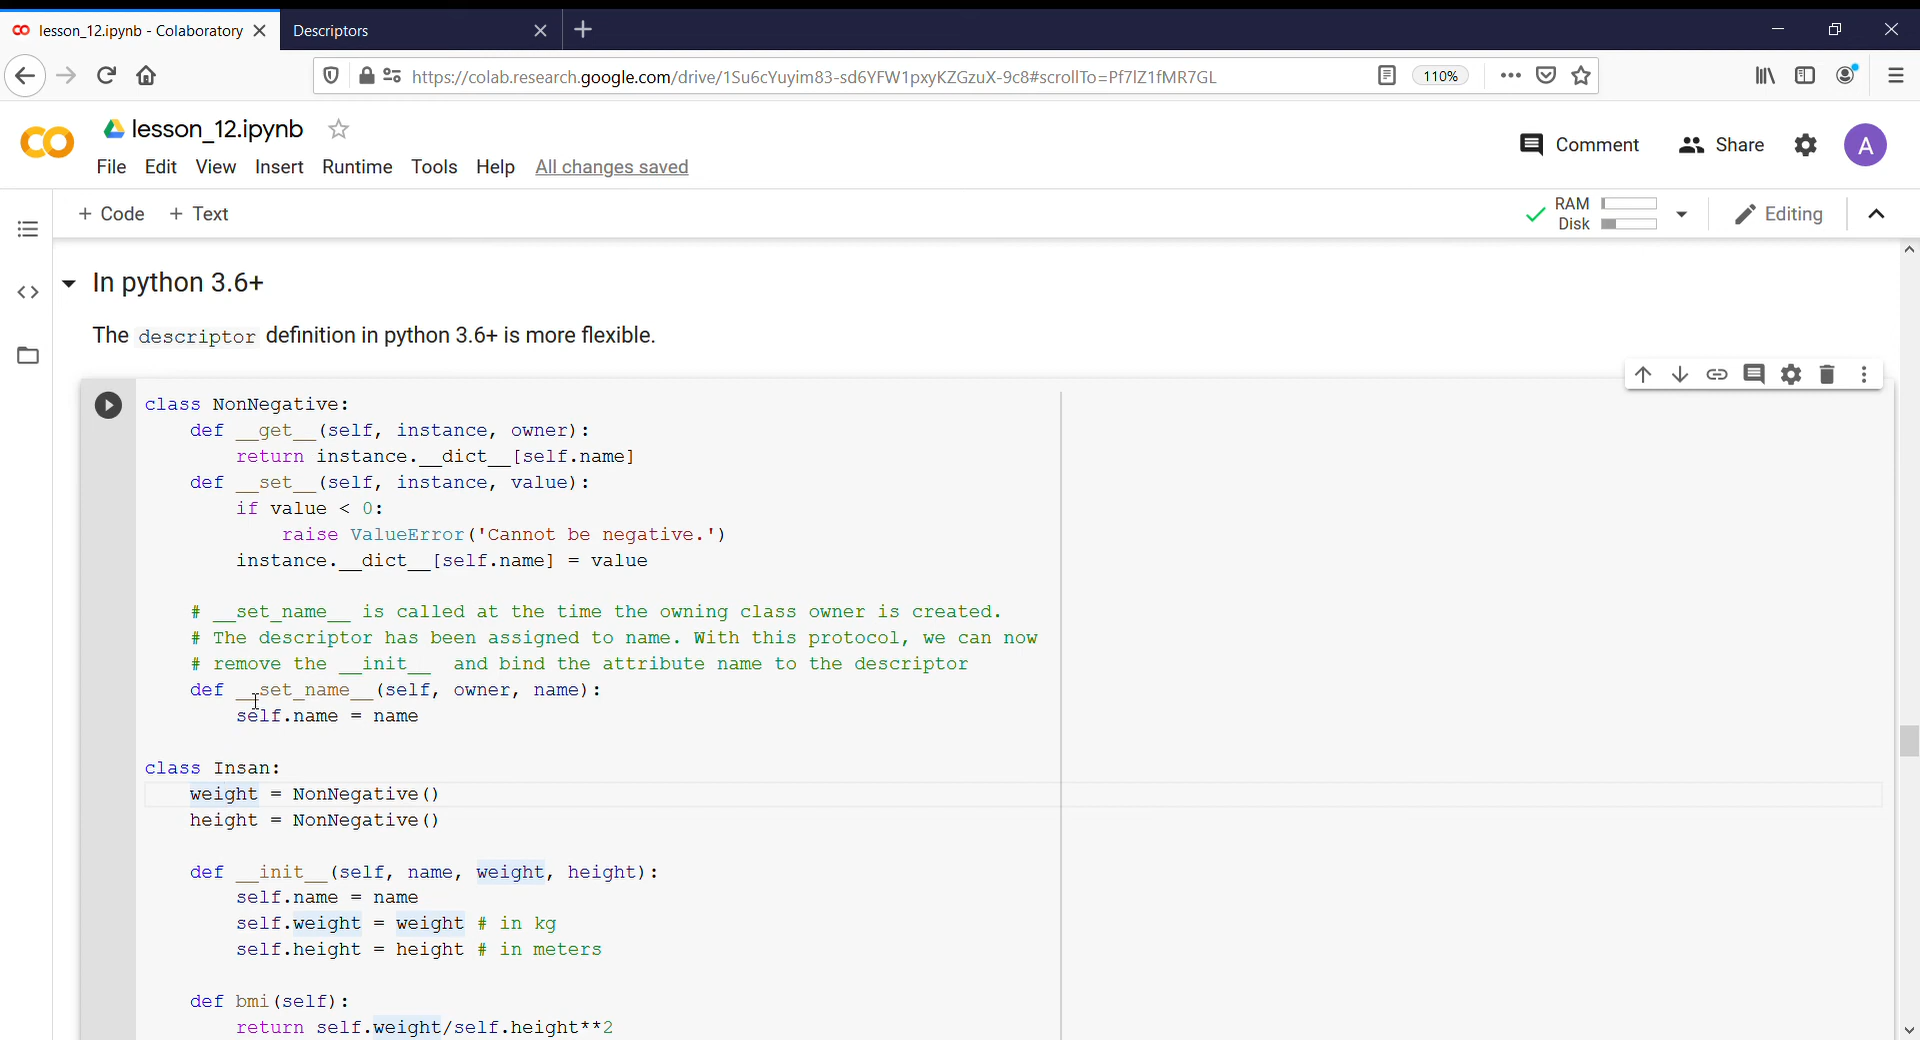 lesson_12.ipynb - Colaboratory
Descriptors
https://colab.research.google.com/drive/1Su6cYuyim83-sd6YFW1pxyKZGzuX-9c8#scrollTo=Pf7lZ1fMR7GL
110%
lesson_12.ipynb
Comment
Share
A
File Edit View Insert Runtime Tools Help All changes saved
+ Code + Text
RAM
Disk
Editing
In python 3.6+
The descriptor definition in python 3.6+ is more flexible.
class NonNegative:
    def __get__(self, instance, owner):
        return instance.__dict__[self.name]
    def __set__(self, instance, value):
        if value < 0:
            raise ValueError('Cannot be negative.')
        instance.__dict__[self.name] = value
    # __set_name__ is called at the time the owning class owner is created.
    # The descriptor has been assigned to name. With this protocol, we can now
    # remove the __init__  and bind the attribute name to the descriptor
    def __set_name__(self, owner, name):
        self.name = name
class Insan:
    weight = NonNegative()
    height = NonNegative()
    def __init__(self, name, weight, height):
        self.name = name
        self.weight = weight # in kg
        self.height = height # in meters
    def bmi(self):
        return self.weight/self.height**2